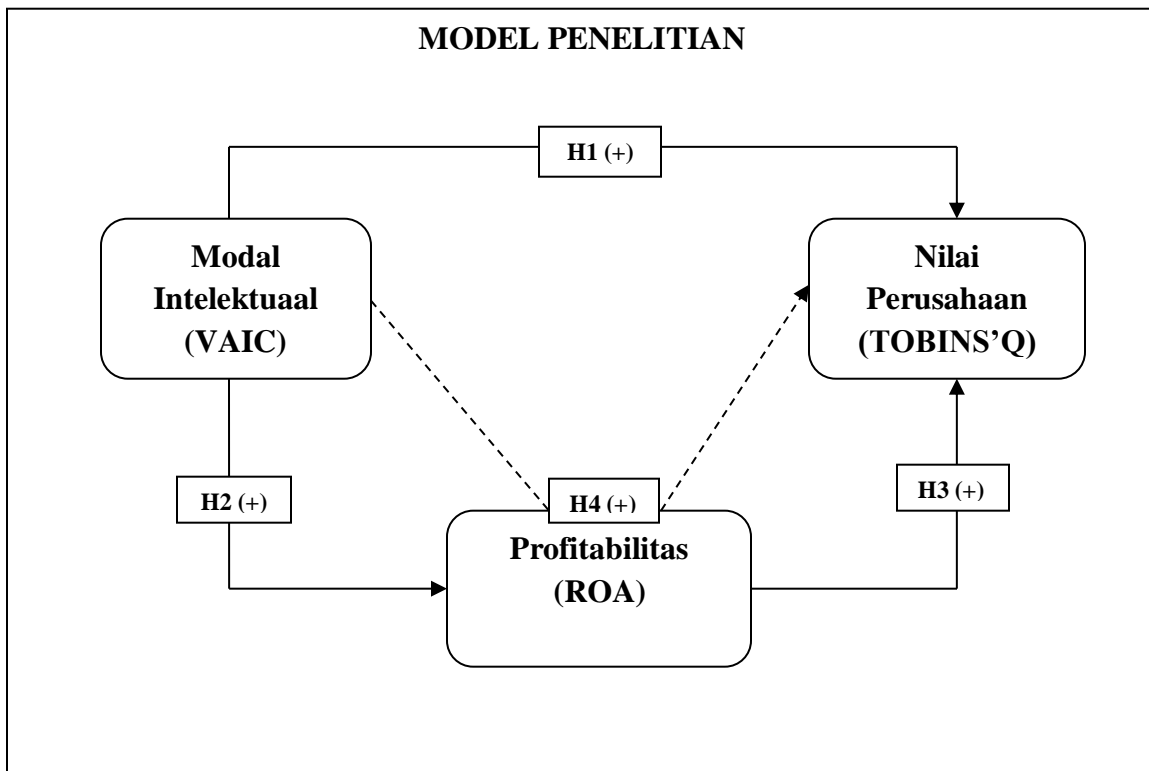 MODEL PENELITIAN
H1 (+)
Modal
Intelektuaal
(VAIC)
Nilai
Perusahaan
(TOBINS’Q)
H2 (+)
H4 (+)
H3 (+)
Profitabilitas
(ROA)